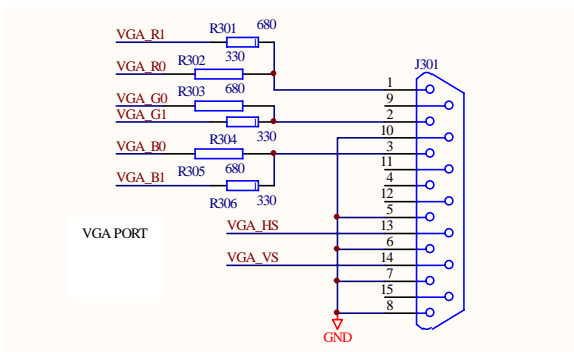 680
R301
VGA_R1
330
R302
J301
VGA_R0
680
R303
1
VGA_G0
9
VGA_G1
2
330
10
R304
VGA_B0
3
680
11
R305
VGA_B1
4
330
12
R306
5
VGA_HS
13
VGA PORT
6
VGA_VS
14
7
15
8
GND